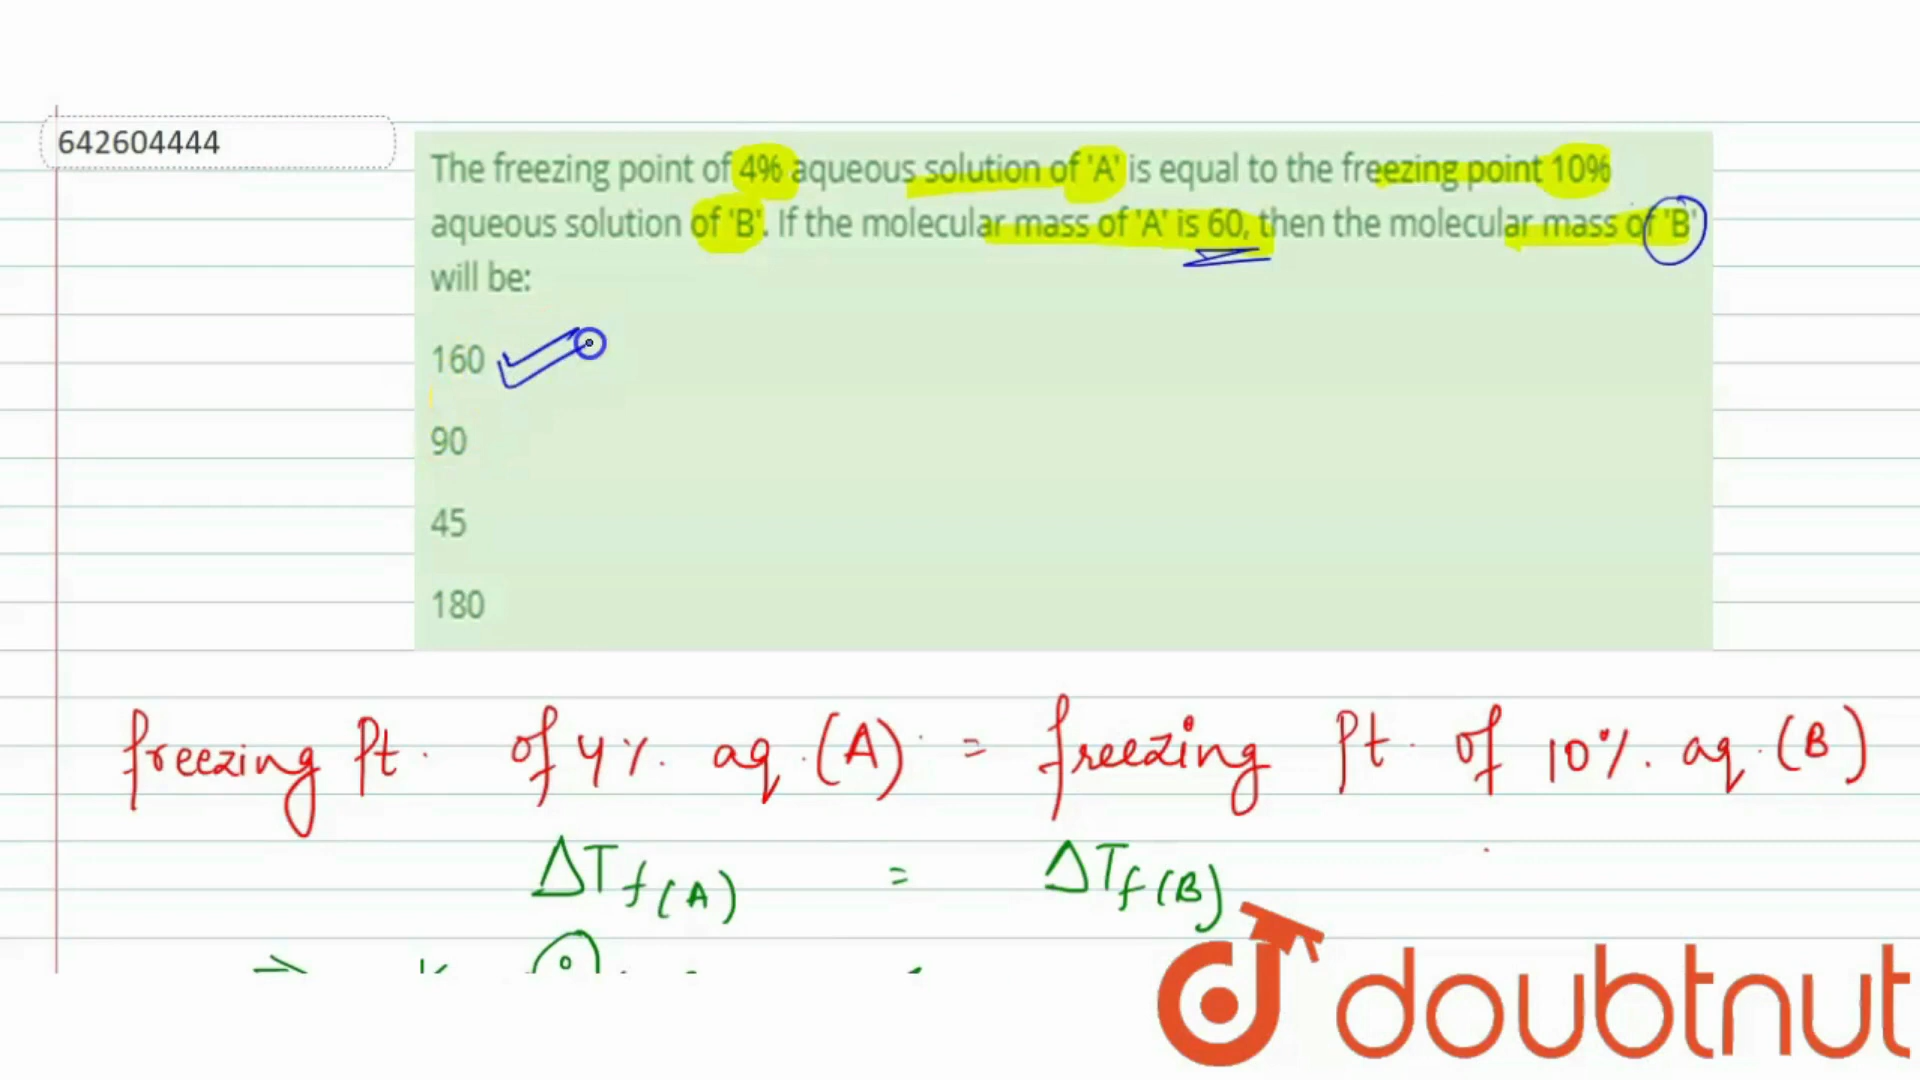 642604444
The freezing point of 4% aqueous solution of 'A' is equal to the freezing point 10%
aqueous solution of 'B'. If the molecular mass of 'A' is 60, then the molecular mass of 'B'
will be:
160
90
45
180
freezing pt. of 4%. aq.(A) = freezing pt. of 10%. aq.(B)
ΔTf(A) = ΔTf(B)
doubtnut